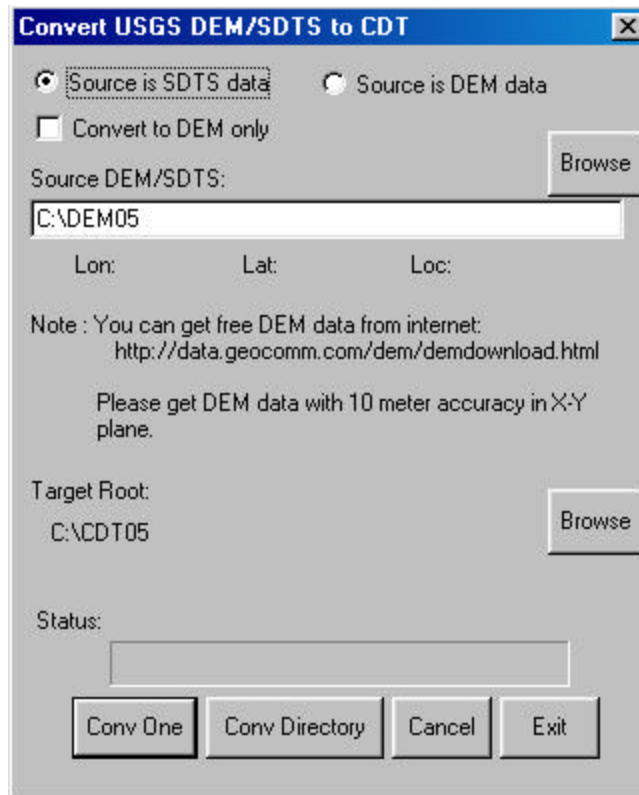 Convert USGS DEM/SDTS to CDT
Source is SDTS data
Source is DEM data
Convert to DEM only
Browse
Source DEM/SDTS:
C:\DEM05
Lon: Lat: Loc:
Note : You can get free DEM data from internet:
http://data.geocomm.com/dem/demdownload.html
Please get DEM data with 10 meter accuracy in X-Y
plane.
Target Root:
Browse
C:\CDT05
Status:
Conv One Conv Directory Cancel Exit